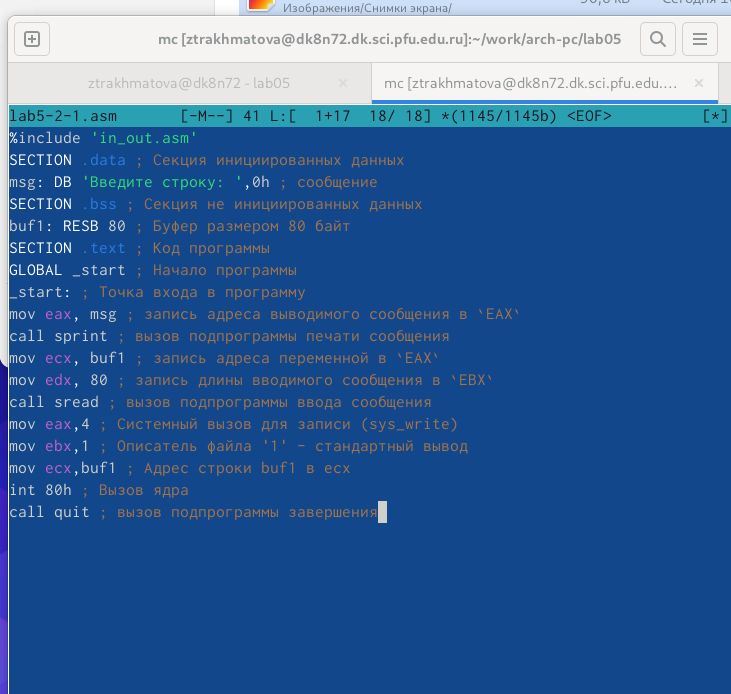 Изображения/Снимки экрана/
mc [ztrakhmatova@dk8n72.dk.sci.pfu.edu.ru]:~/work/arch-pc/lab05
ztrakhmatova@dk8n72 - lab05 ×
mc [ztrakhmatova@dk8n72.dk.sci.pfu.edu.… ×
lab5-2-1.asm [-M--] 41 L:[ 1+17 18/ 18] *(1145/1145b) <EOF> [*]
%include 'in_out.asm'
SECTION .data ; Секция инициированных данных
msg: DB 'Введите строку: ',0h ; сообщение
SECTION .bss ; Секция не инициированных данных
buf1: RESB 80 ; Буфер размером 80 байт
SECTION .text ; Код программы
GLOBAL _start ; Начало программы
_start: ; Точка входа в программу
mov eax, msg ; запись адреса выводимого сообщения в `EAX`
call sprint ; вызов подпрограммы печати сообщения
mov ecx, buf1 ; запись адреса переменной в `EAX`
mov edx, 80 ; запись длины вводимого сообщения в `EBX`
call sread ; вызов подпрограммы ввода сообщения
mov eax,4 ; Системный вызов для записи (sys_write)
mov ebx,1 ; Описатель файла '1' - стандартный вывод
mov ecx,buf1 ; Адрес строки buf1 в ecx
int 80h ; Вызов ядра
call quit ; вызов подпрограммы завершения